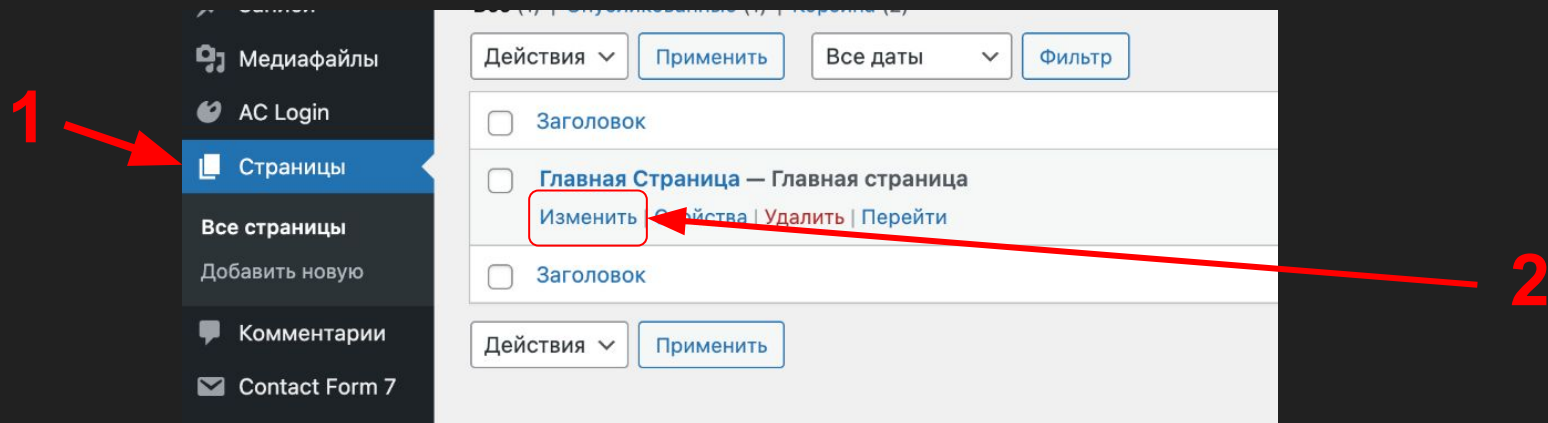 1
2
Медиафайлы
AC Login
Страницы
Все страницы
Добавить новую
Комментарии
Contact Form 7
Действия Применить Все даты Фильтр
Заголовок
Главная Страница — Главная страница
Изменить | Свойства | Удалить | Перейти
Заголовок
Действия Применить